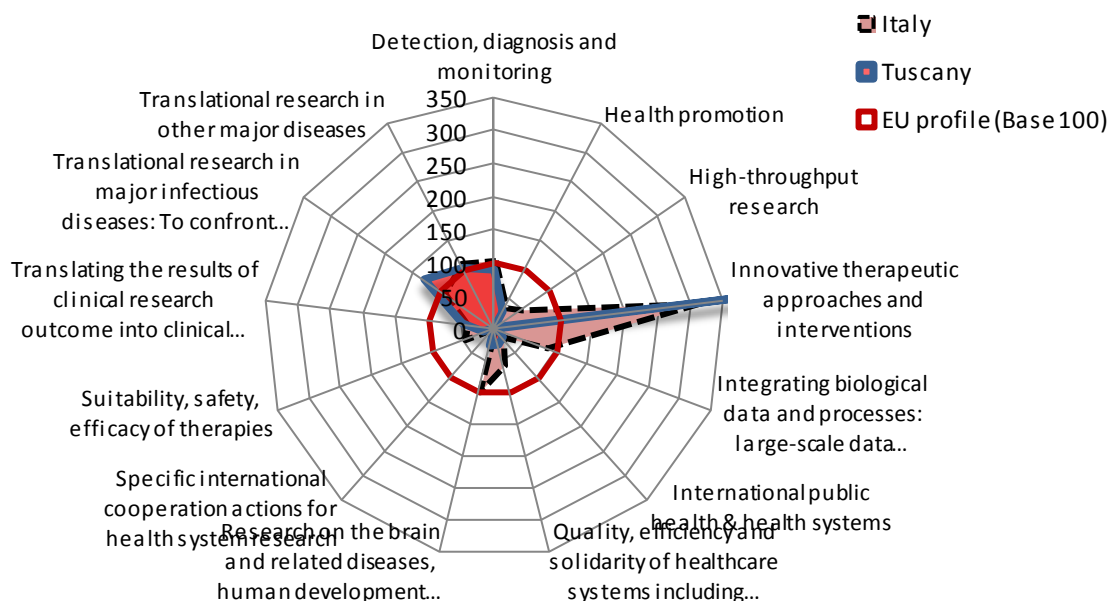 Italy
Tuscany
EU profile (Base 100)
Detection, diagnosis and
monitoring
Health promotion
High-throughput
research
Innovative therapeutic
approaches and
interventions
Integrating biological
data and processes:
large-scale data...
International public
health & health systems
Quality, efficiency and
solidarity of healthcare
systems including...
Research on the brain
and related diseases,
human development...
Specific international
cooperation actions for
health system research
Suitability, safety,
efficacy of therapies
Translating the results of
clinical research
outcome into clinical...
Translational research in
major infectious
diseases: To confront...
Translational research in
other major diseases
350
300
250
200
150
100
50
0